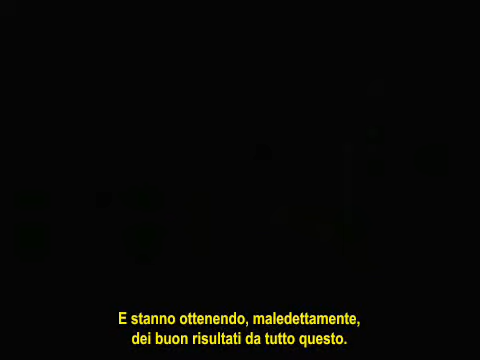 E stanno ottenendo, maledettamente,
dei buon risultati da tutto questo.